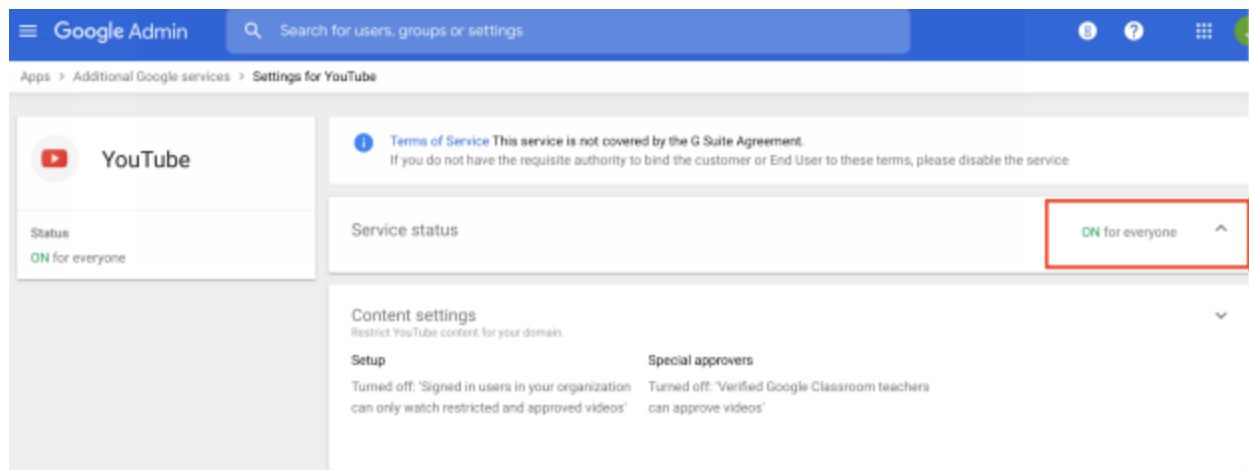 Google Admin
Search for users, groups or settings
Apps > Additional Google services > Settings for YouTube
YouTube
Status
ON for everyone
Terms of Service This service is not covered by the G Suite Agreement.
If you do not have the requisite authority to bind the customer or End User to these terms, please disable the service
Service status
ON for everyone
Content settings
Restrict YouTube content for your domain.
Setup
Turned off: 'Signed in users in your organization
can only watch restricted and approved videos'
Special approvers
Turned off: 'Verified Google Classroom teachers
can approve videos'